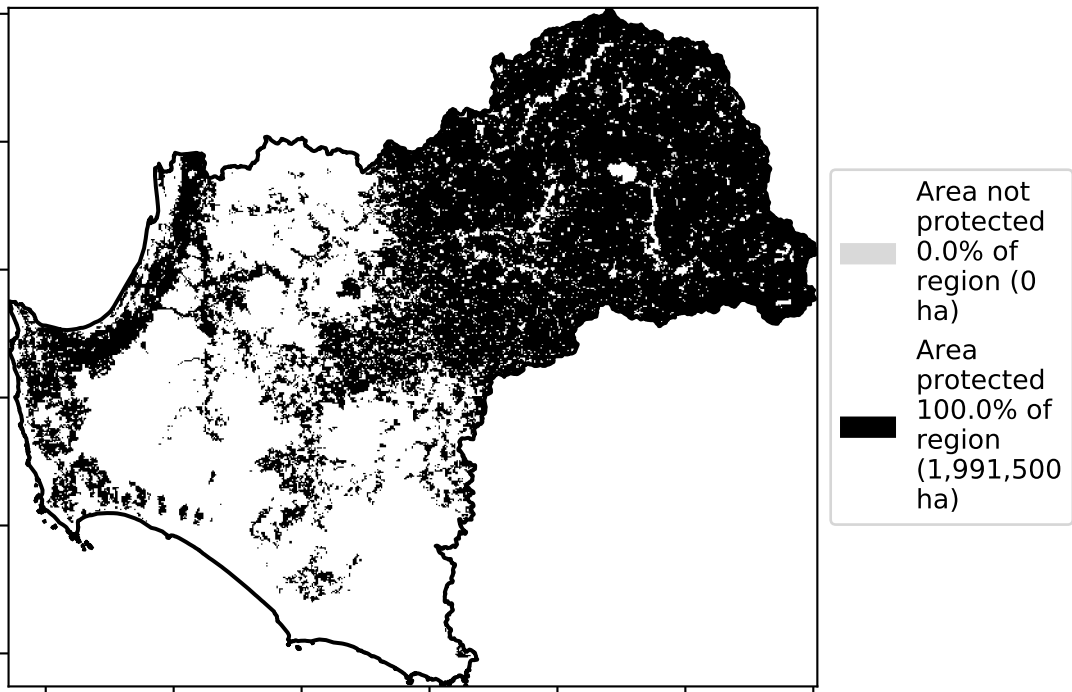 Area not
protected
0.0% of
region (0
ha)
Area
protected
100.0% of
region
(1,991,500
ha)